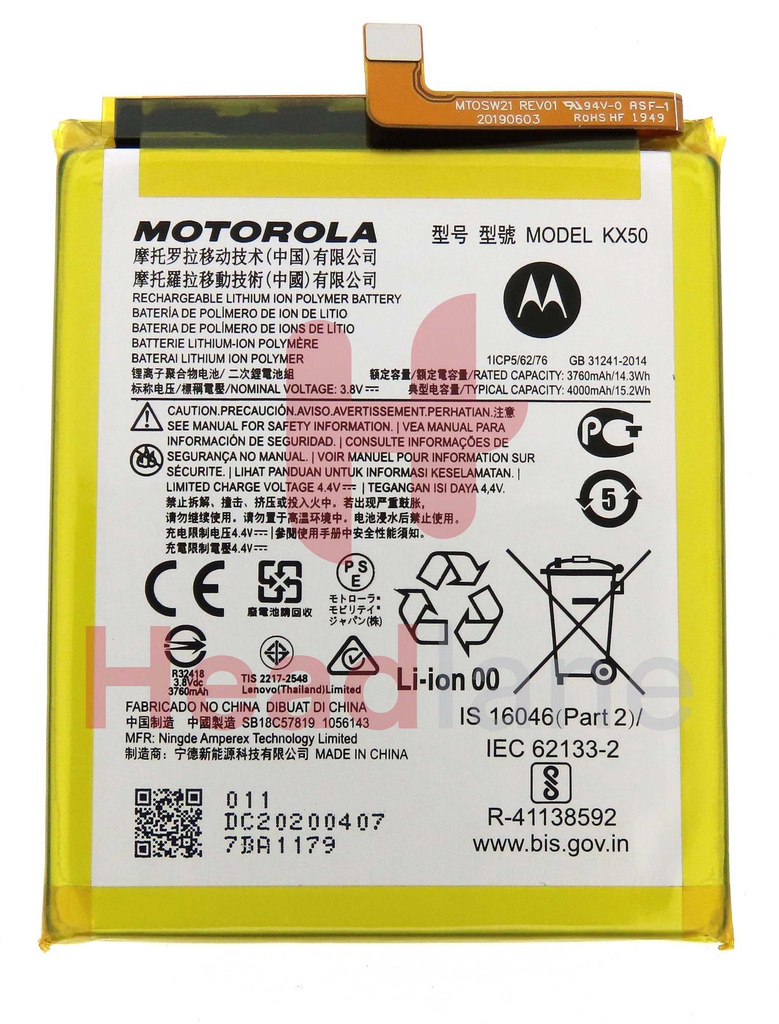 MTOSW21 REV01 94V-0 ASF-1
20190603 RoHS HF 1949
MOTOROLA
型号 型號 MODEL KX50
摩托罗拉移动技术(中国)有限公司
摩托羅拉移動技術(中國)有限公司
RECHARGEABLE LITHIUM ION POLYMER BATTERY
BATERÍA DE POLÍMERO DE ION DE LITIO
BATERIA DE POLÍMERO DE IONS DE LÍTIO
BATTERIE LITHIUM-ION POLYMÈRE
BATERAI LITHIUM ION POLYMER
1ICP5/62/76 GB 31241-2014
锂离子聚合物电池/ 二次鋰電池組
额定容量/額定電容量/RATED CAPACITY: 3760mAh/14.3Wh
标称电压/標稱電壓/NOMINAL VOLTAGE: 3.8V
典型容量/典型電容量/TYPICAL CAPACITY: 4000mAh/15.2Wh
CAUTION.PRECAUCIÓN.AVISO.AVERTISSEMENT.PERHATIAN.注意
SEE MANUAL FOR SAFETY INFORMATION. | VEA MANUAL PARA
INFORMACIÓN DE SEGURIDAD. | CONSULTE INFORMAÇÕES DE
SEGURANÇA NO MANUAL. | VOIR MANUEL POUR INFORMATION SUR
SÉCURITE. | LIHAT PANDUAN UNTUK INFORMASI KESELAMATAN. |
LIMITED CHARGE VOLTAGE 4.4V | TEGANGAN ISI DAYA 4,4V.
禁止拆解、撞击、挤压或投入火中。若出现严重鼓胀，
请勿继续使用。请勿置于高温环境中。电池浸水后禁止使用。
充电限制电压4.4V |參閱使用手册中安全性能須知。
充電限制電壓4.4V
PCT
5
CE
廢電池請回收
PSE
モトローラ・
モビリティ・
ジャパン(株)
R32418
3.8Vdc
3760mAh
TIS 2217-2548
Lenovo(Thailand)Limited
Li-ion 00
Headlane
FABRICADO NO CHINA DIBUAT DI CHINA
中国制造 中國製造 SB18C57819 1056143
MFR: Ningde Amperex Technology Limited
制造商: 宁德新能源科技有限公司 MADE IN CHINA
IS 16046(Part 2)/
IEC 62133-2
R-41138592
www.bis.gov.in
011
DC20200407
7BA1179